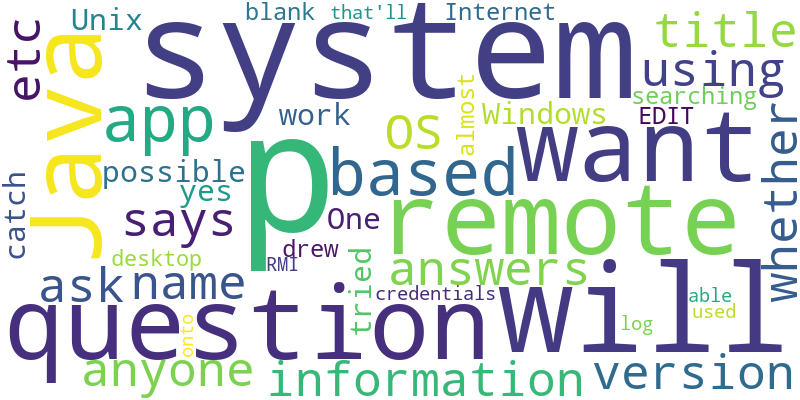 Unix
blank
that'll
Internet
system
title
etc
Java
using
searching
app
work
OS
almost
Windows
EDIT
want
p
based
possible
yes
whether
catch
says
One
remote
drew
RMI
desktop
answers
ask
name
tried
credentials
able
used
will
question
onto
log
anyone
information
version